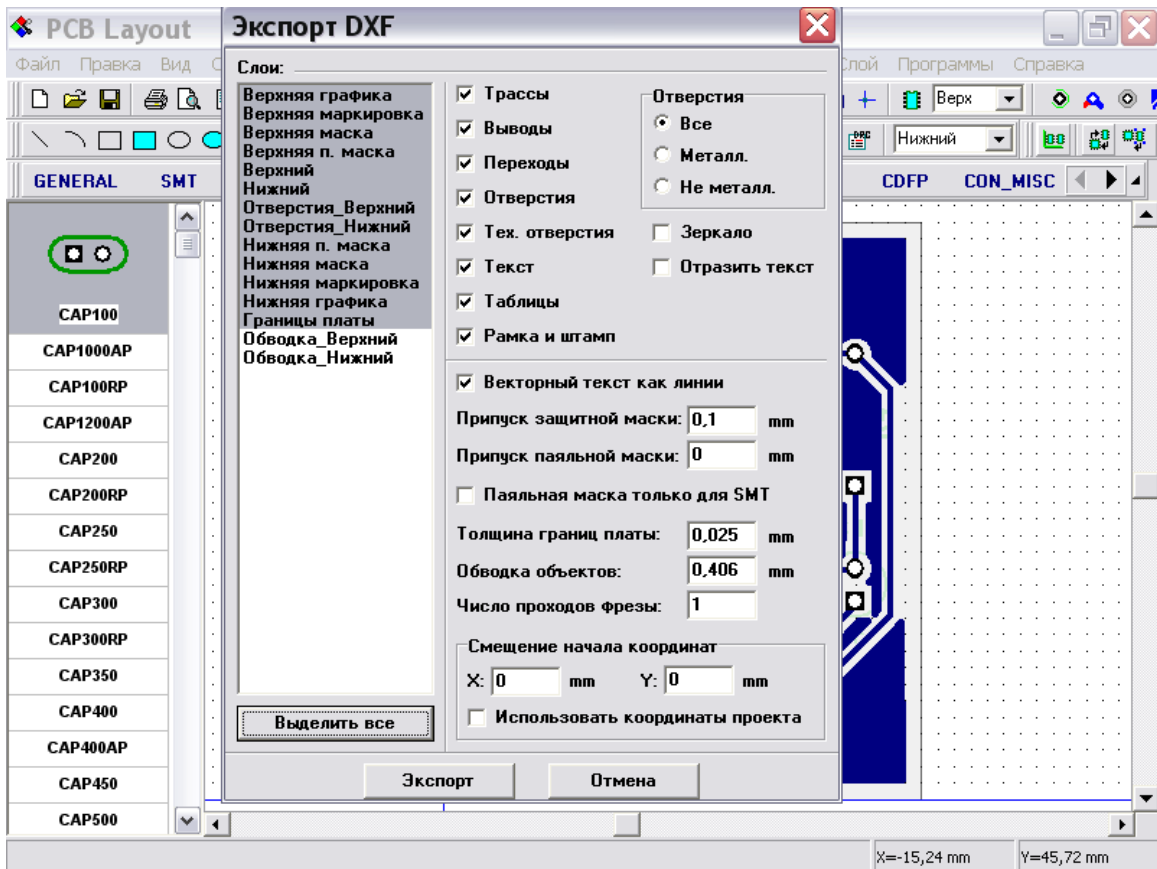 PCB Layout
Файл Правка Вид
Слой Программы Справка
Верх
Нижний
GENERAL SMT
CDFP CON_MISC
CAP100
CAP1000AP
CAP100RP
CAP1200AP
CAP200
CAP200RP
CAP250
CAP250RP
CAP300
CAP300RP
CAP350
CAP400
CAP400AP
CAP450
CAP500
Экспорт DXF
Слои:
Верхняя графика
Верхняя маркировка
Верхняя маска
Верхняя п. маска
Верхний
Нижний
Отверстия_Верхний
Отверстия_Нижний
Нижняя п. маска
Нижняя маска
Нижняя маркировка
Нижняя графика
Границы платы
Обводка_Верхний
Обводка_Нижний
Выделить все
Трассы
Выводы
Переходы
Отверстия
Тех. отверстия
Текст
Таблицы
Рамка и штамп
Отверстия
Все
Металл.
Не металл.
Зеркало
Отразить текст
Векторный текст как линии
Припуск защитной маски: 0,1 mm
Припуск паяльной маски: 0 mm
Паяльная маска только для SMT
Толщина границ платы: 0,025 mm
Обводка объектов: 0,406 mm
Число проходов фрезы: 1
Смещение начала координат
X: 0 mm Y: 0 mm
Использовать координаты проекта
Экспорт Отмена
X=-15,24 mm Y=45,72 mm